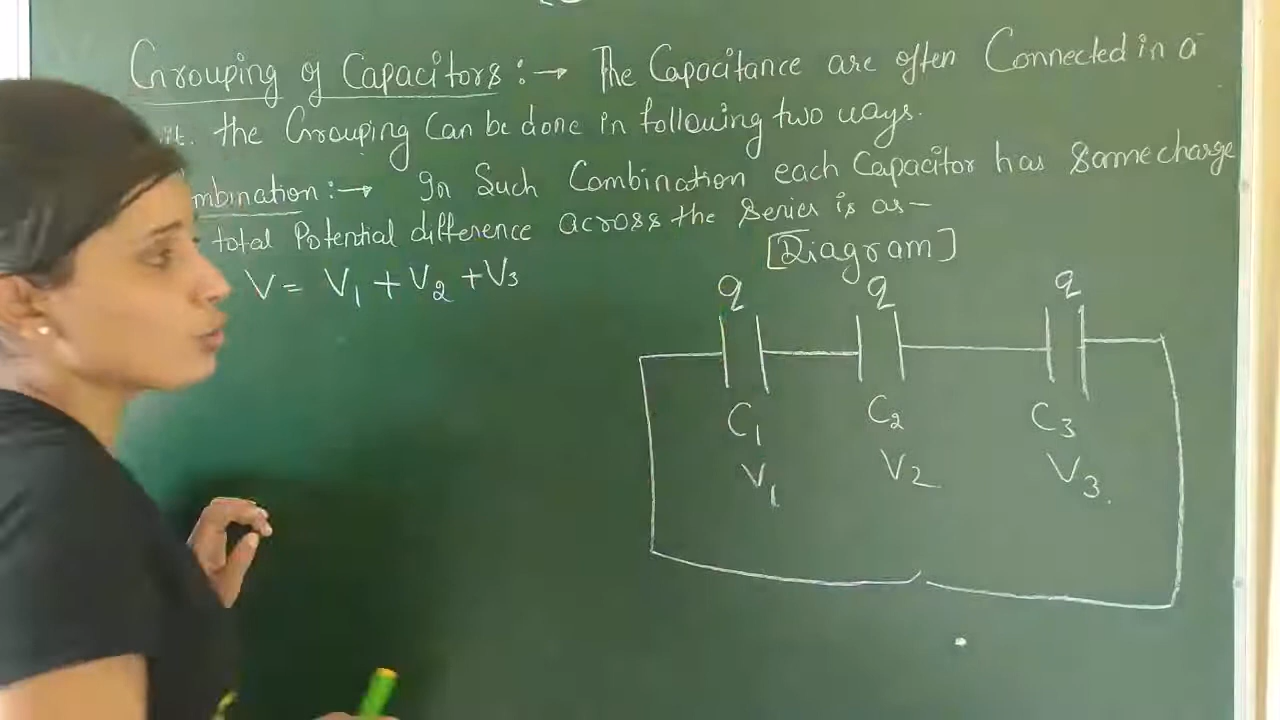 Grouping of Capacitors :→ The Capacitance are often Connected in a
the Grouping Can be done in following two ways.
mbination :→ In Such Combination each Capacitor has Same charge
total Potential difference across the Series is as—
V = V1 + V2 + V3
[Diagram]
q q q
C1 C2 C3
V1 V2 V3.